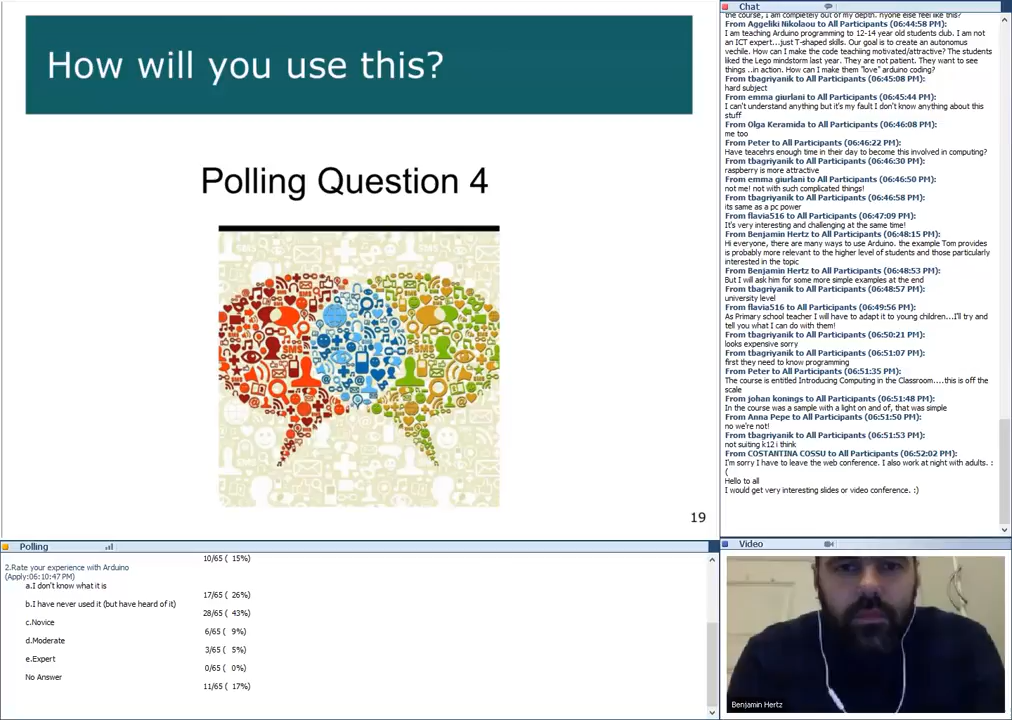 How will you use this?
Polling Question 4
19
Chat
the course, I am completely out of my depth. nyone else feel like this?
From Aggeliki Nikolaou to All Participants (06:44:58 PM):
I am teaching Arduino programming to 12-14 year old students club. I am not
an ICT expert...just T-shaped skills. Our goal is to create an autonomus
vechile. How can I make the code teachiing motivated/attractive? The students
liked the Lego mindstorm last year. They are not patient. They want to see
things ..in action. How can I make them "love" arduino coding?
From tbagriyanik to All Participants (06:45:08 PM):
hard subject
From emma giurlani to All Participants (06:45:44 PM):
I can't understand anything but it's my fault I don't know anything about this
stuff
From Olga Keramida to All Participants (06:46:08 PM):
me too
From Peter to All Participants (06:46:22 PM):
Have teacehrs enough time in their day to become this involved in computing?
From tbagriyanik to All Participants (06:46:30 PM):
raspberry is more attractive
From emma giurlani to All Participants (06:46:50 PM):
not me! not with such complicated things!
From tbagriyanik to All Participants (06:46:58 PM):
its same as a pc power
From flavia516 to All Participants (06:47:09 PM):
It's very interesting and challenging at the same time!
From Benjamin Hertz to All Participants (06:48:15 PM):
Hi everyone, there are many ways to use Arduino. the example Tom provides
is probably more relevant to the higher level of students and those particularly
interested in the topic
From Benjamin Hertz to All Participants (06:48:53 PM):
But I will ask him for some more simple examples at the end
From tbagriyanik to All Participants (06:48:57 PM):
university level
From flavia516 to All Participants (06:49:56 PM):
As Primary school teacher I will have to adapt it to young children...I'll try and
tell you what I can do with them!
From tbagriyanik to All Participants (06:50:21 PM):
looks expensive sorry
From tbagriyanik to All Participants (06:51:07 PM):
first they need to know programming
From Peter to All Participants (06:51:35 PM):
The course is entitled Introducing Computing in the Classroom....this is off the
scale
From johan konings to All Participants (06:51:48 PM):
In the course was a sample with a light on and of, that was simple
From Anna Pepe to All Participants (06:51:50 PM):
no we're not!
From tbagriyanik to All Participants (06:51:53 PM):
not suiting k12 i think
From COSTANTINA COSSU to All Participants (06:52:02 PM):
I'm sorry I have to leave the web conference. I also work at night with adults. :
(
Hello to all
I would get very interesting slides or video conference. :)
Polling
10/65 ( 15%)
2.Rate your experience with Arduino
(Apply:06:10:47 PM)
a.I don't know what it is
17/65 ( 26%)
b.I have never used it (but have heard of it)
28/65 ( 43%)
c.Novice
6/65 ( 9%)
d.Moderate
3/65 ( 5%)
e.Expert
0/65 ( 0%)
No Answer
11/65 ( 17%)
Video
Benjamin Hertz